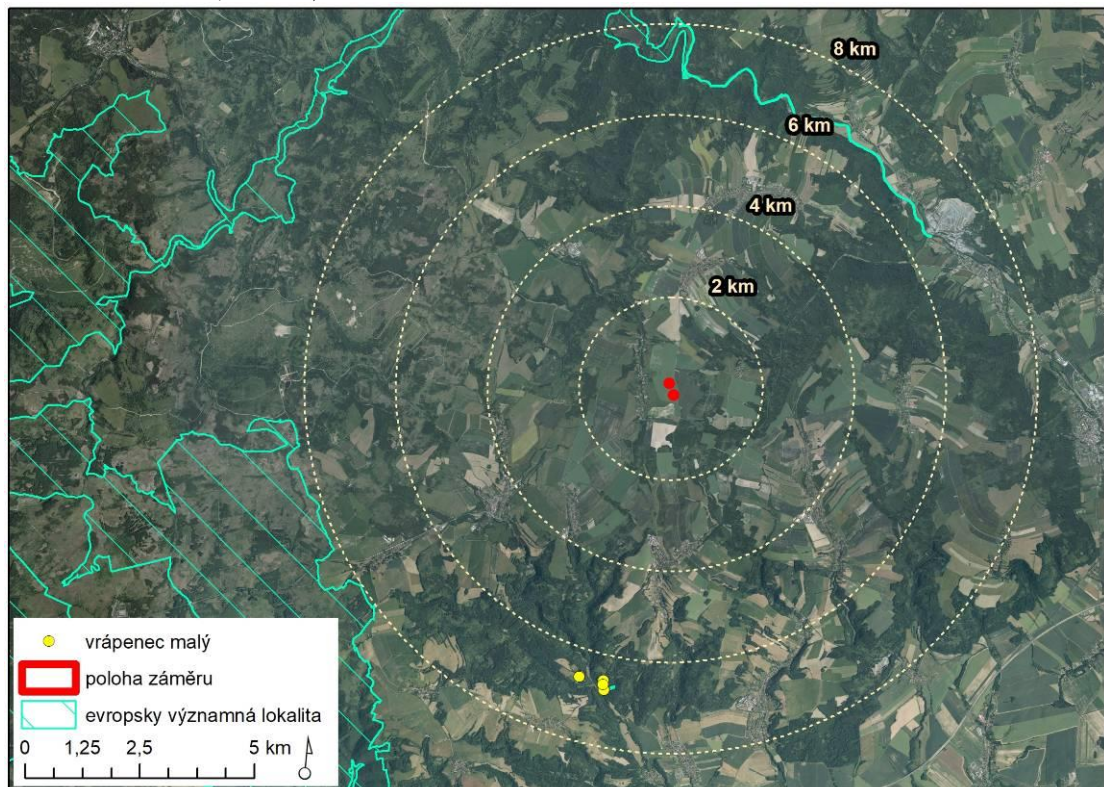 8 km
6 km
4 km
2 km
vrápenec malý
poloha záměru
evropsky významná lokalita
0 1,25 2,5 5 km